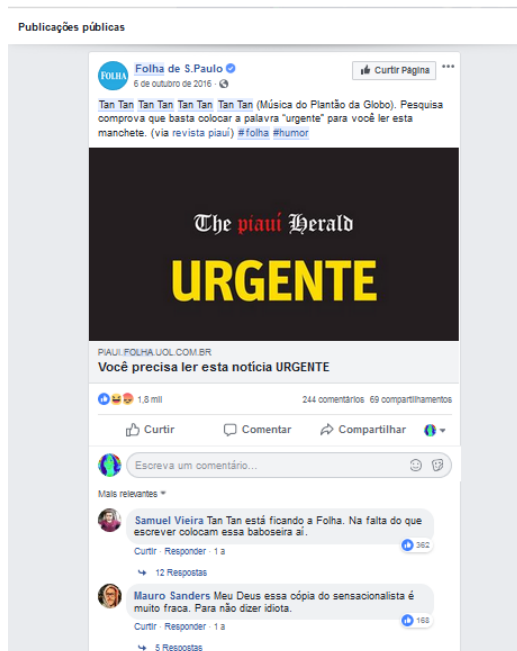 Publicações públicas
FOLHA
Folha de S.Paulo
6 de outubro de 2016 ·
Curtir Página
Tan Tan Tan Tan Tan Tan Tan Tan (Música do Plantão da Globo). Pesquisa
comprova que basta colocar a palavra "urgente" para você ler esta
manchete. (via revista piauí) #folha #humor
The piauí Herald
URGENTE
PIAUI.FOLHA.UOL.COM.BR
Você precisa ler esta notícia URGENTE
1,8 mil
244 comentários 69 compartilhamentos
Curtir Comentar Compartilhar
Escreva um comentário...
Mais relevantes
Samuel Vieira Tan Tan está ficando a Folha. Na falta do que
escrever colocam essa baboseira aí.
362
Curtir · Responder · 1 a
12 Respostas
Mauro Sanders Meu Deus essa cópia do sensacionalista é
muito fraca. Para não dizer idiota.
168
Curtir · Responder · 1 a
5 Respostas